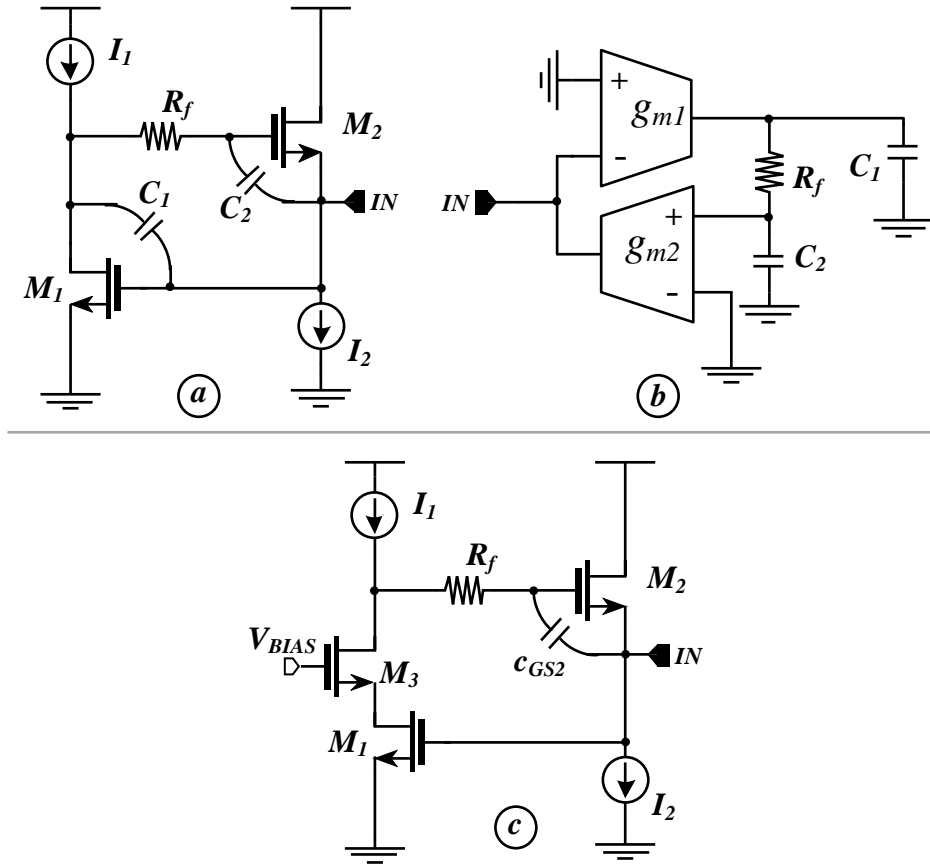 I1
Rf
M2
C1
C2
IN
M1
I2
a
+
gm1
-
IN
Rf
C1
+
gm2
-
C2
b
I1
Rf
M2
VBIAS
M3
cGS2
IN
M1
I2
c